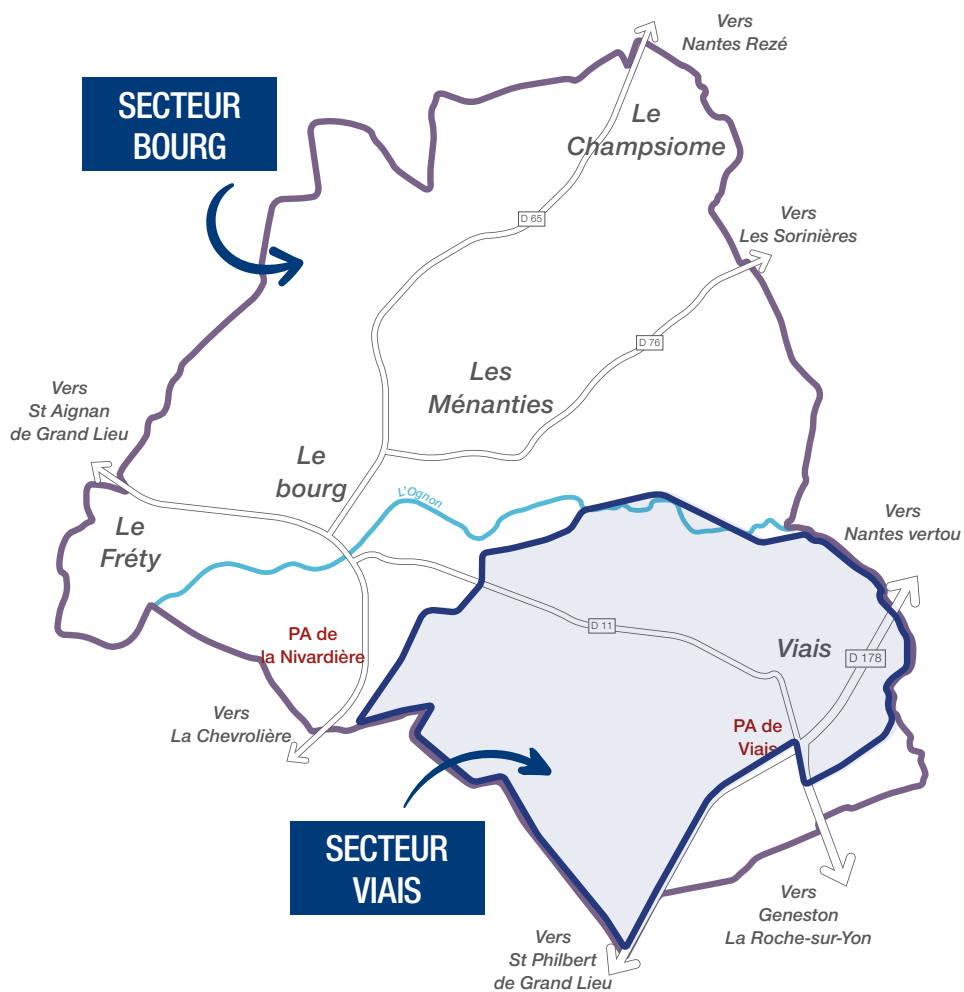 Vers
Nantes Rezé
SECTEUR
BOURG
Le
Champsiome
D 65
Vers
Les Sorinières
D 76
Les
Ménanties
Vers
St Aignan
de Grand Lieu
Le
bourg
L'Ognon
Le
Fréty
Vers
Nantes vertou
PA de
la Nivardière
D 11
Viais
D 178
Vers
La Chevrolière
PA de
Viais
SECTEUR
VIAIS
Vers
Geneston
La Roche-sur-Yon
Vers
St Philbert
de Grand Lieu